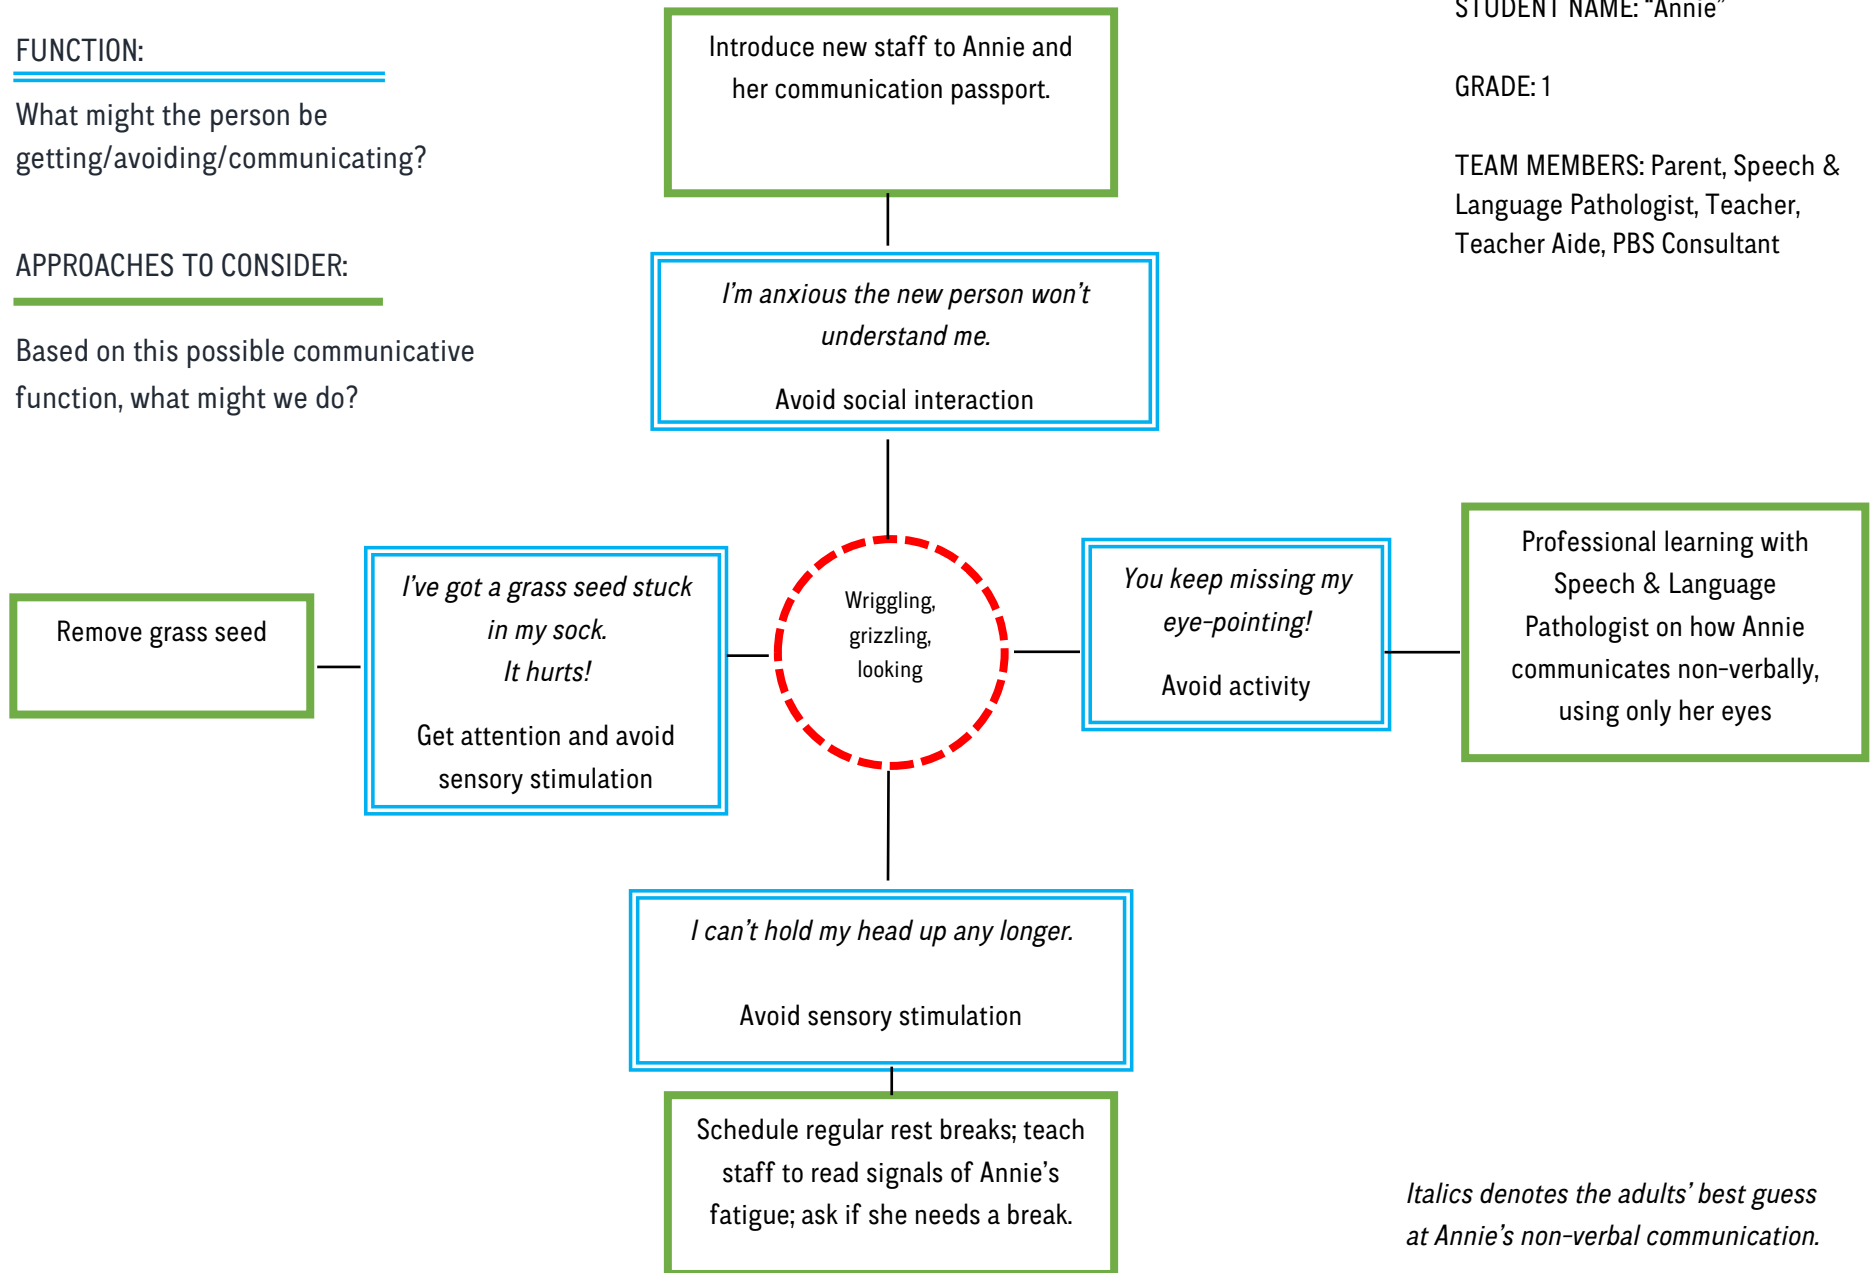 FUNCTION:
What might the person be
getting/avoiding/communicating?
APPROACHES TO CONSIDER:
Based on this possible communicative
function, what might we do?
Introduce new staff to Annie and
her communication passport.
STUDENT NAME: “Annie”
GRADE: 1
TEAM MEMBERS: Parent, Speech &
Language Pathologist, Teacher,
Teacher Aide, PBS Consultant
I’m anxious the new person won’t
understand me.
Avoid social interaction
Remove grass seed
I’ve got a grass seed stuck
in my sock.
It hurts!
Get attention and avoid
sensory stimulation
Wriggling,
grizzling,
looking
You keep missing my
eye-pointing!
Avoid activity
Professional learning with
Speech & Language
Pathologist on how Annie
communicates non-verbally,
using only her eyes
I can’t hold my head up any longer.
Avoid sensory stimulation
Schedule regular rest breaks; teach
staff to read signals of Annie’s
fatigue; ask if she needs a break.
Italics denotes the adults’ best guess
at Annie’s non-verbal communication.